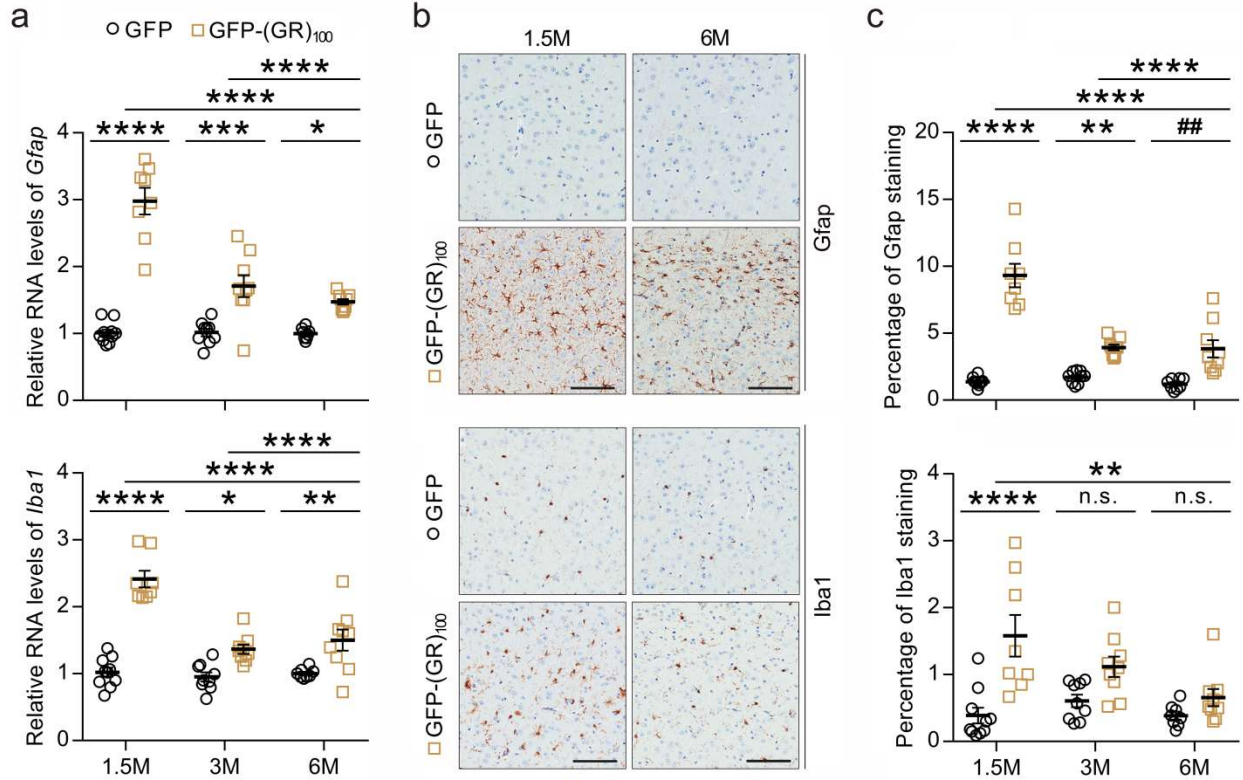 a
○ GFP □ GFP-(GR)100
****
****
**** *** *
Relative RNA levels of Gfap
4
3
2
1
0
****
****
**** * **
Relative RNA levels of Iba1
4
3
2
1
0
1.5M 3M 6M
b
1.5M 6M
○ GFP
□ GFP-(GR)100
Gfap
○ GFP
□ GFP-(GR)100
Iba1
c
****
****
**** ** ##
Percentage of Gfap staining
20
15
10
5
0
**
**** n.s. n.s.
Percentage of Iba1 staining
4
3
2
1
0
1.5M 3M 6M